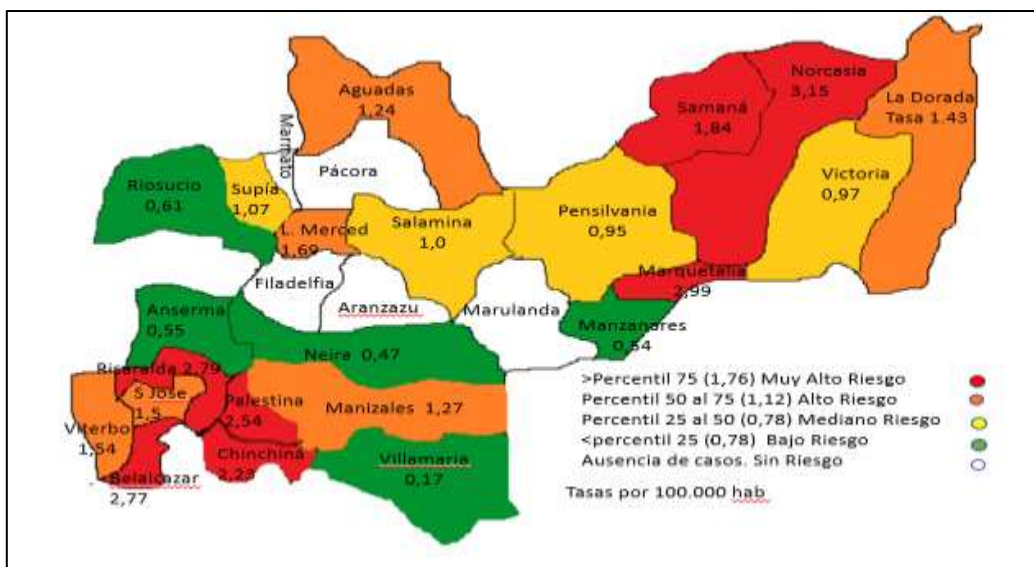 Aguadas
1,24
Marmato
Pácora
Norcasia
3,15
Samaná
1,84
La Dorada
Tasa 1.43
Riosucio
0,61
Supía
1,07
L. Merced
1,69
Salamina
1,0
Pensilvania
0,95
Victoria
0,97
Filadelfia
Aranzazu
Marulanda
Marquetalia
2,99
Manzanares
0,54
Anserma
0,55
Neira 0,47
Risaralda 2,79
S Jose
1,5
Palestina
2,54
Manizales 1,27
Viterbo
1,54
Chinchiná
2,23
Villamaria
0,17
Belalcazar
2,77
>Percentil 75 (1,76) Muy Alto Riesgo
Percentil 50 al 75 (1,12) Alto Riesgo
Percentil 25 al 50 (0,78) Mediano Riesgo
<percentil 25 (0,78) Bajo Riesgo
Ausencia de casos. Sin Riesgo
Tasas por 100.000 hab